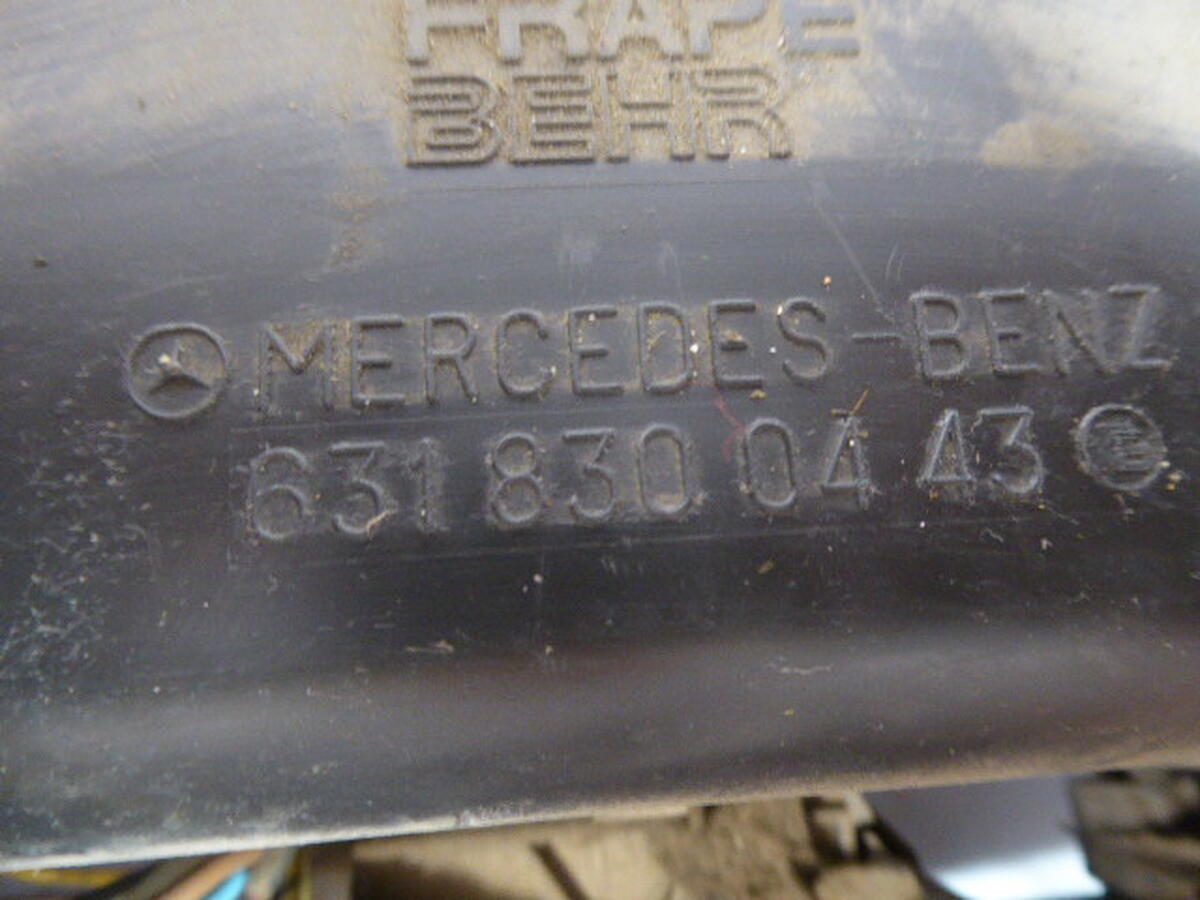 FRAPE
BEHR
MERCEDES-BENZ
631 830 04 43